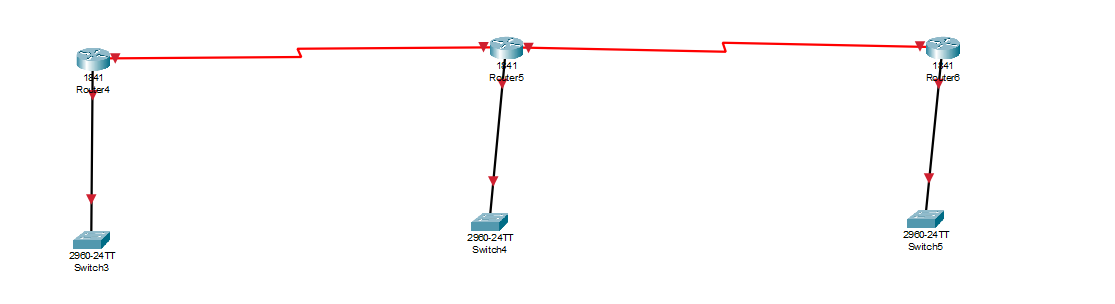 1841
Router4
1841
Router5
1841
Router6
2960-24TT
Switch3
2960-24TT
Switch4
2960-24TT
Switch5